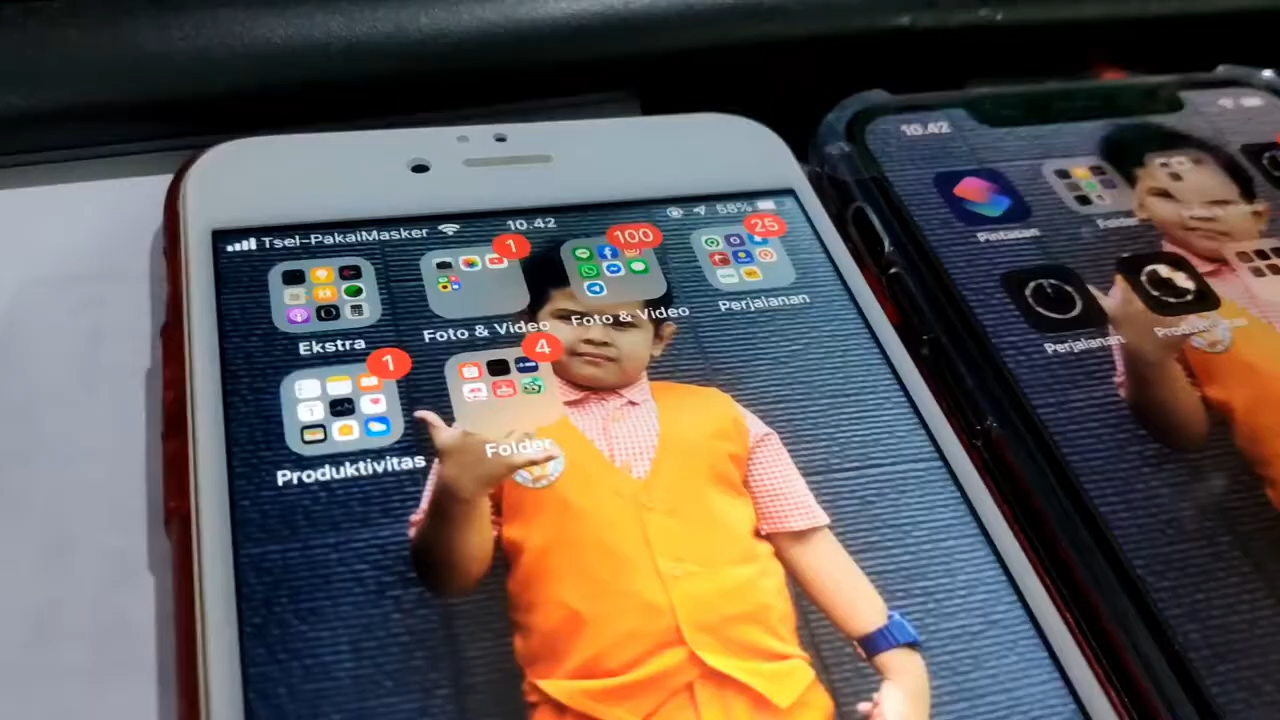 Tsel-PakaiMasker
10.42
58%
1
100
25
Ekstra
Foto & Video
Foto & Video
Perjalanan
1
4
Produktivitas
Folder
10.42
Pintasan
Folder
Perjalanan